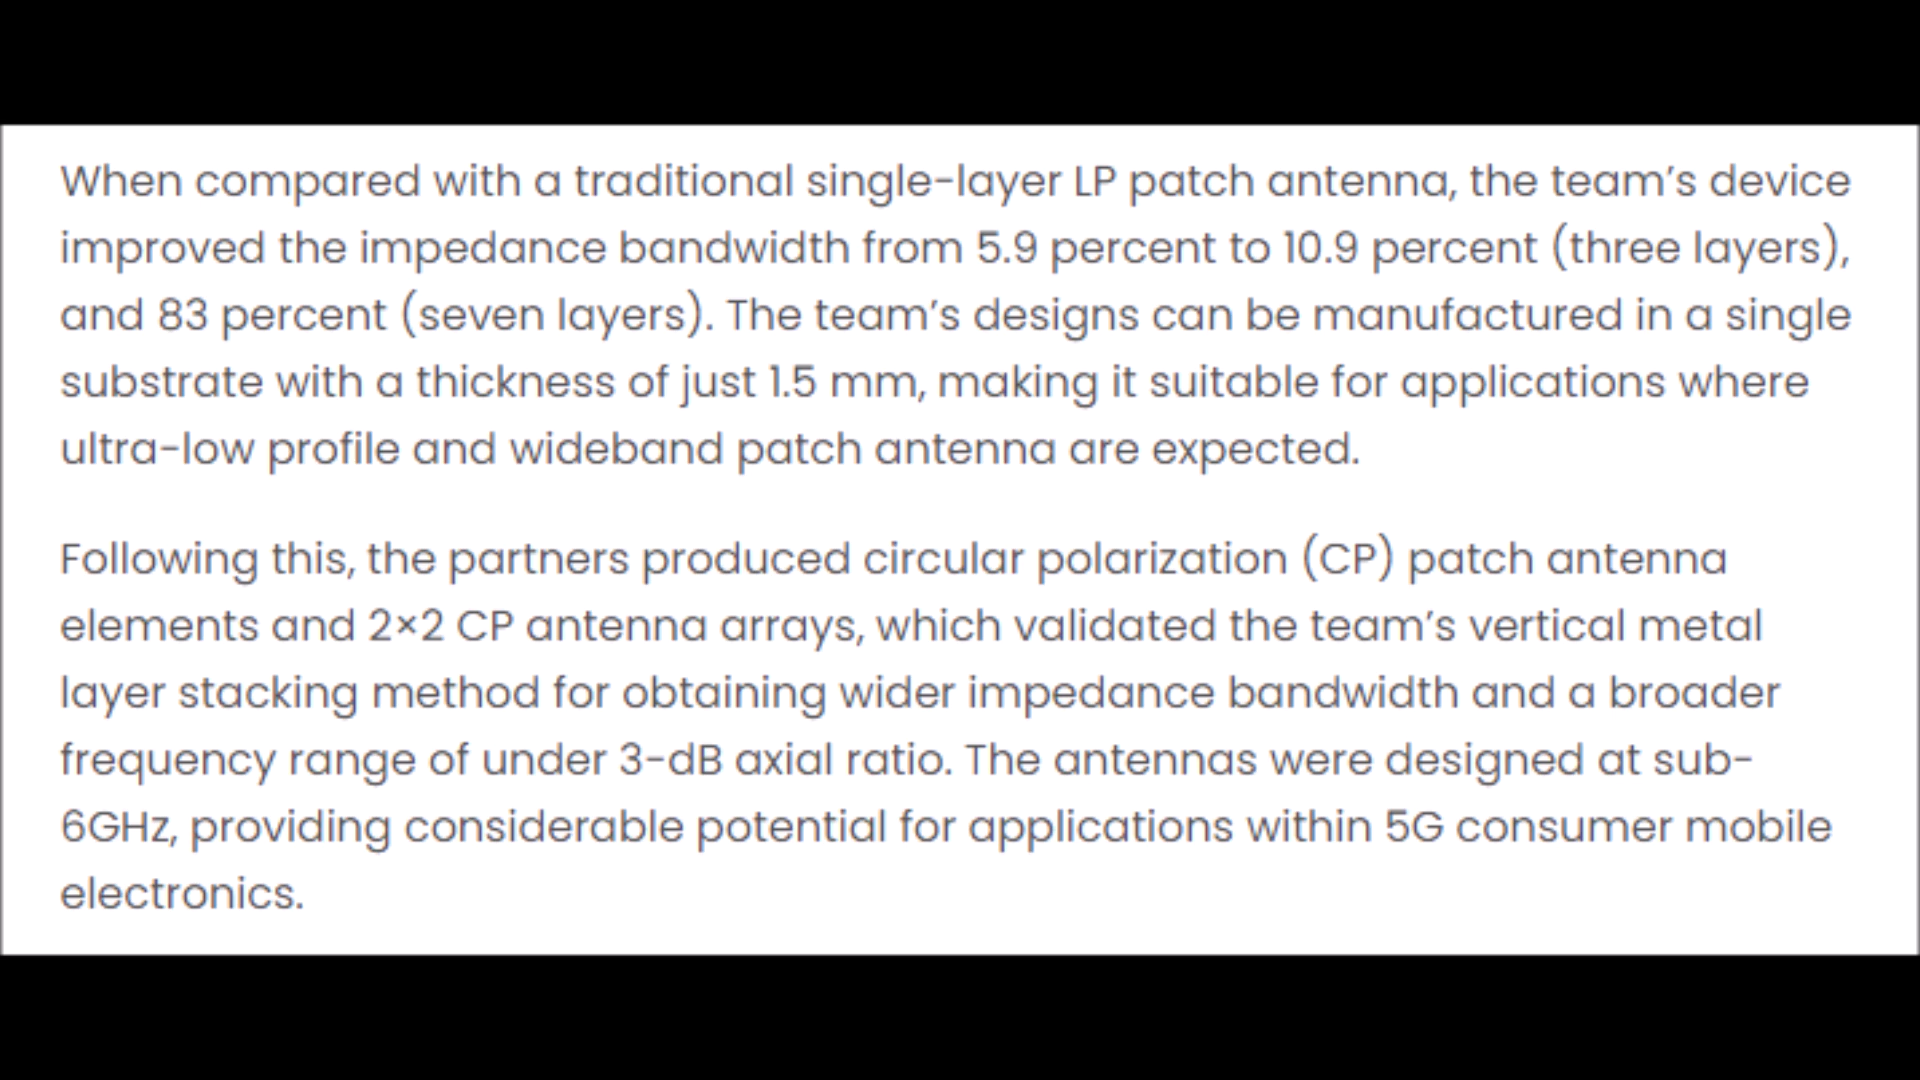 When compared with a traditional single-layer LP patch antenna, the team’s device
improved the impedance bandwidth from 5.9 percent to 10.9 percent (three layers),
and 83 percent (seven layers). The team’s designs can be manufactured in a single
substrate with a thickness of just 1.5 mm, making it suitable for applications where
ultra-low profile and wideband patch antenna are expected.
Following this, the partners produced circular polarization (CP) patch antenna
elements and 2×2 CP antenna arrays, which validated the team’s vertical metal
layer stacking method for obtaining wider impedance bandwidth and a broader
frequency range of under 3-dB axial ratio. The antennas were designed at sub-
6GHz, providing considerable potential for applications within 5G consumer mobile
electronics.